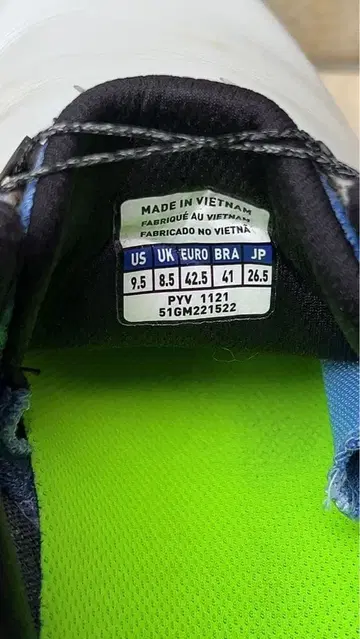 MADE IN VIETNAM
FABRIQUÉ AU VIETNAM
FABRICADO NO VIETNÃ
US UK EURO BRA JP
9.5 8.5 42.5 41 26.5
PYV 1121
51GM221522